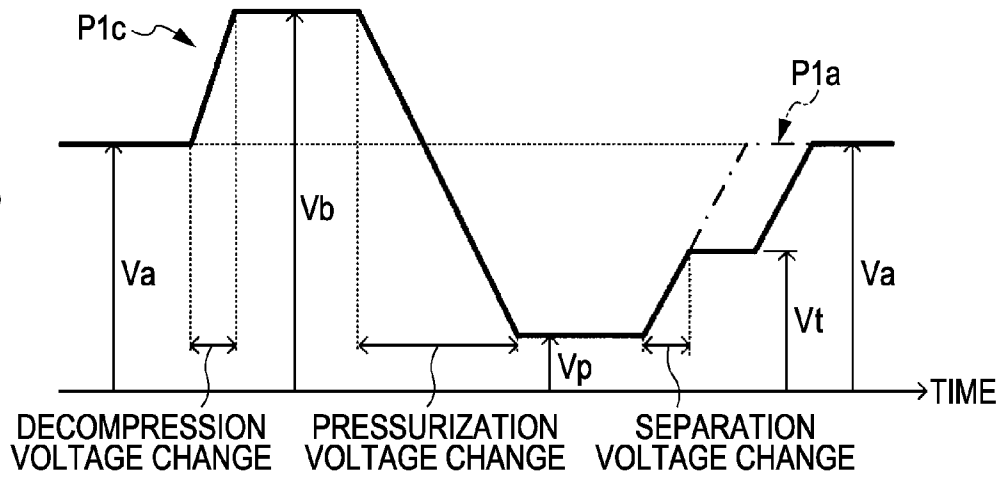 P1c
P1a
Vb
Va
Va
Vt
Vp
TIME
DECOMPRESSION
VOLTAGE CHANGE
PRESSURIZATION
VOLTAGE CHANGE
SEPARATION
VOLTAGE CHANGE